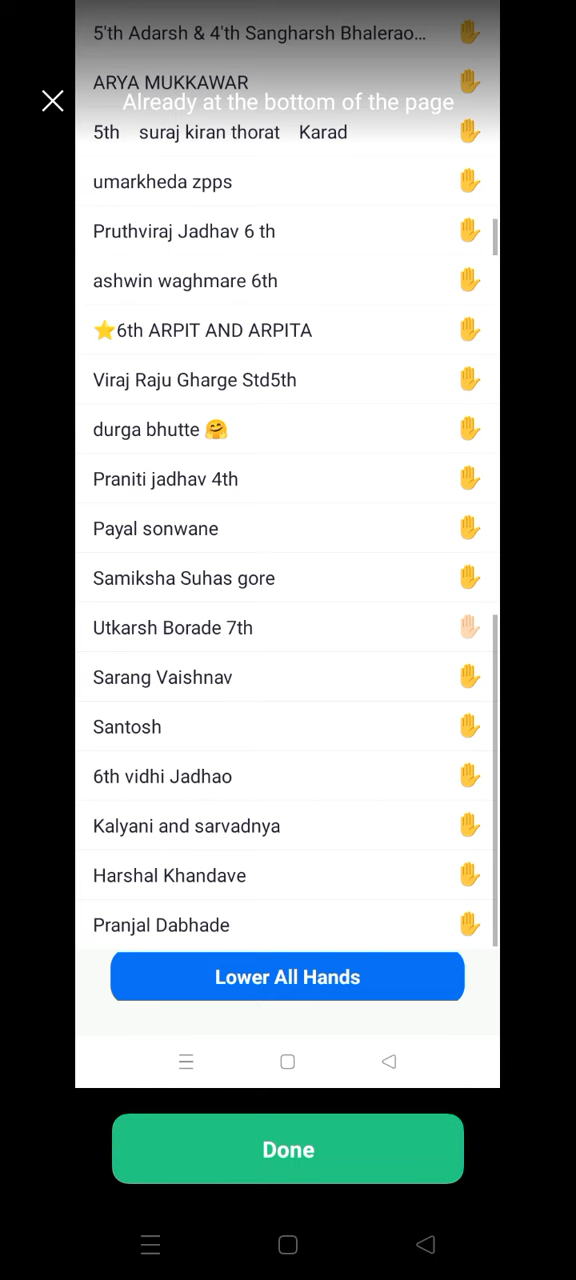 5'th Adarsh & 4'th Sangharsh Bhalerao...
ARYA MUKKAWAR
Already at the bottom of the page
5th suraj kiran thorat Karad
umarkheda zpps
Pruthviraj Jadhav 6 th
ashwin waghmare 6th
⭐6th ARPIT AND ARPITA
Viraj Raju Gharge Std5th
durga bhutte 🤗
Praniti jadhav 4th
Payal sonwane
Samiksha Suhas gore
Utkarsh Borade 7th
Sarang Vaishnav
Santosh
6th vidhi Jadhao
Kalyani and sarvadnya
Harshal Khandave
Pranjal Dabhade
Lower All Hands
Done